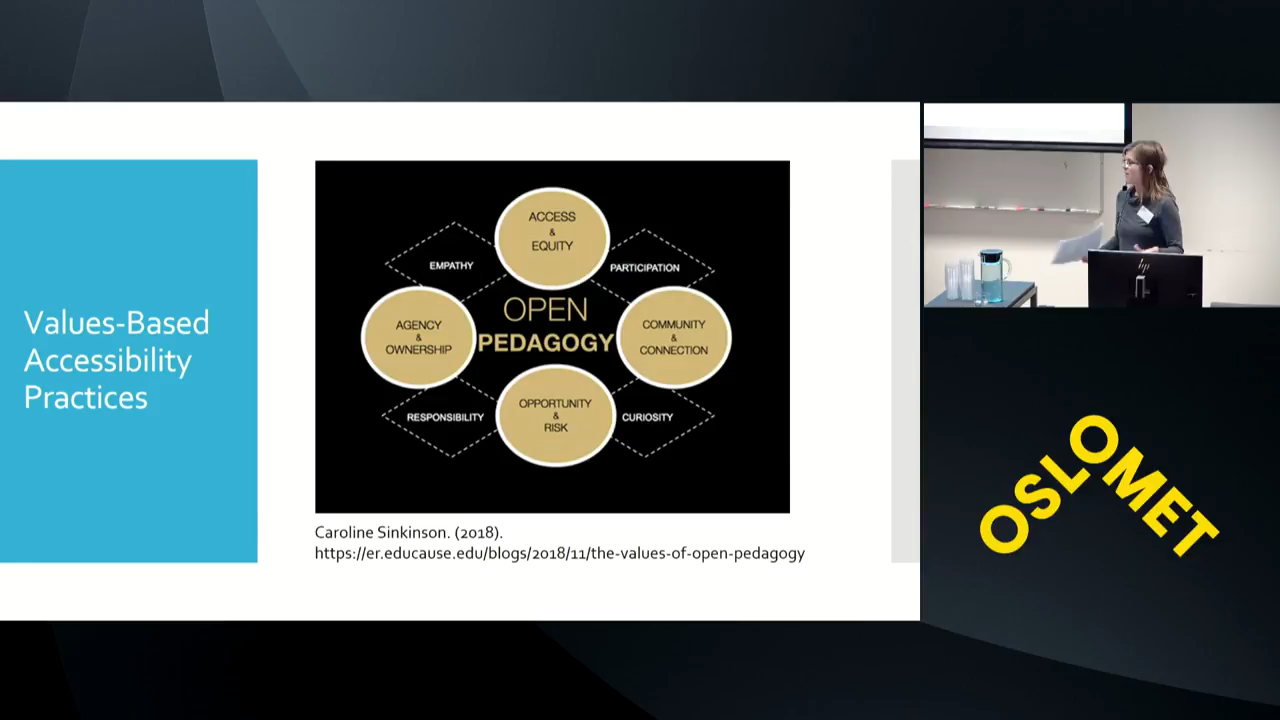 Values-Based
Accessibility
Practices
ACCESS
&
EQUITY
EMPATHY
PARTICIPATION
OPEN
PEDAGOGY
AGENCY
&
OWNERSHIP
COMMUNITY
&
CONNECTION
RESPONSIBILITY
OPPORTUNITY
&
RISK
CURIOSITY
Caroline Sinkinson. (2018).
https://er.educause.edu/blogs/2018/11/the-values-of-open-pedagogy
hp
OSLOMET